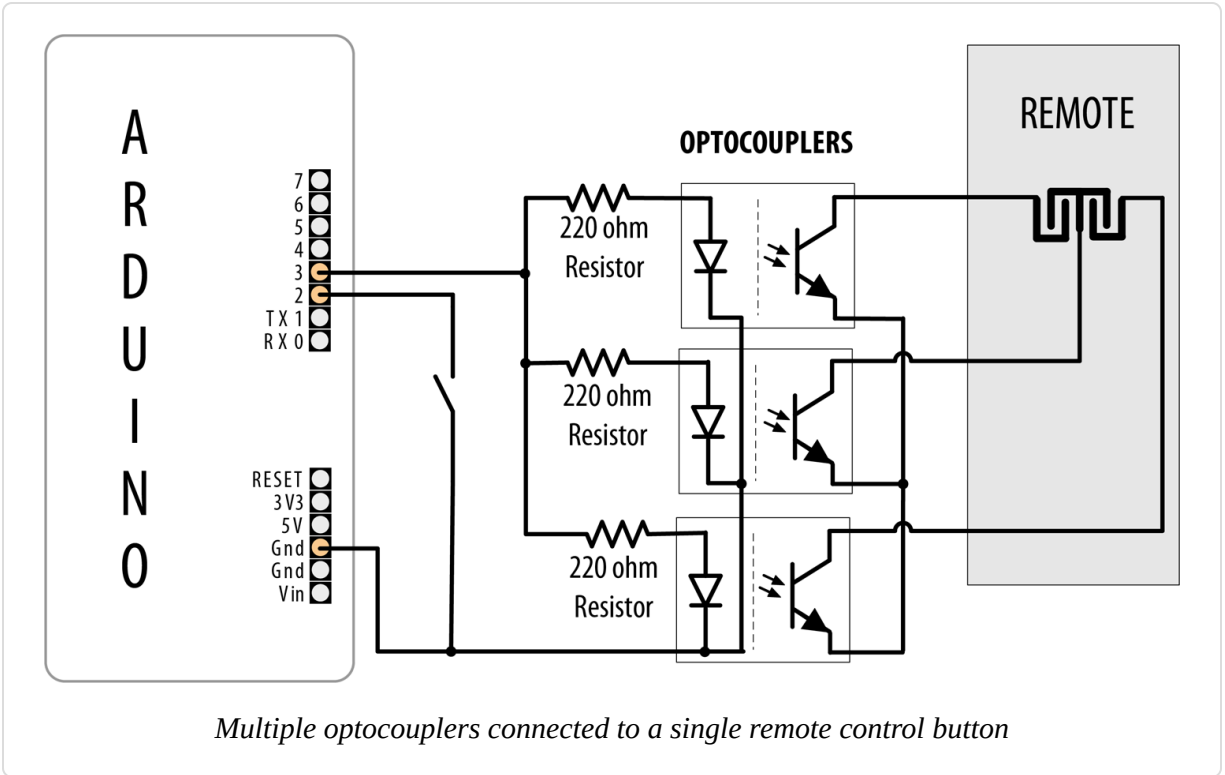 ARDUINO
7
6
5
4
3
2
TX 1
RX 0
RESET
3V3
5V
Gnd
Gnd
Vin
220 ohm
Resistor
220 ohm
Resistor
220 ohm
Resistor
OPTOCOUPLERS
REMOTE
Multiple optocouplers connected to a single remote control button